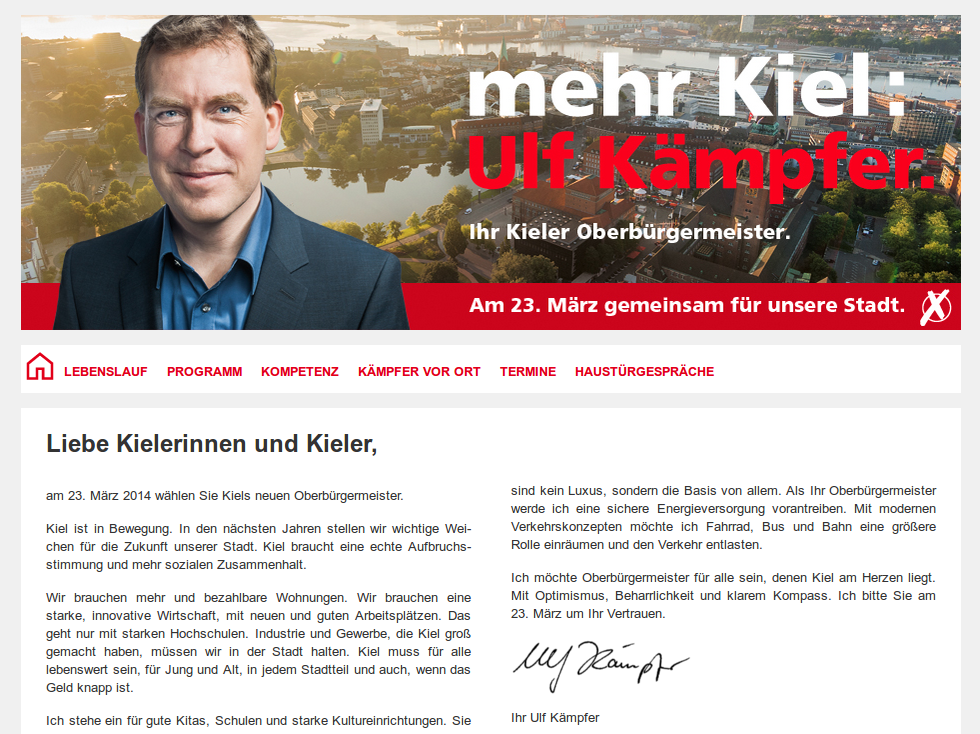 mehr Kiel:
Ulf Kämpfer.
Ihr Kieler Oberbürgermeister.
Am 23. März gemeinsam für unsere Stadt.
LEBENSLAUF PROGRAMM KOMPETENZ KÄMPFER VOR ORT TERMINE HAUSTÜRGESPRÄCHE
Liebe Kielerinnen und Kieler,
am 23. März 2014 wählen Sie Kiels neuen Oberbürgermeister.
Kiel ist in Bewegung. In den nächsten Jahren stellen wir wichtige Wei-
chen für die Zukunft unserer Stadt. Kiel braucht eine echte Aufbruchs-
stimmung und mehr sozialen Zusammenhalt.
Wir brauchen mehr und bezahlbare Wohnungen. Wir brauchen eine
starke, innovative Wirtschaft, mit neuen und guten Arbeitsplätzen. Das
geht nur mit starken Hochschulen. Industrie und Gewerbe, die Kiel groß
gemacht haben, müssen wir in der Stadt halten. Kiel muss für alle
lebenswert sein, für Jung und Alt, in jedem Stadtteil und auch, wenn das
Geld knapp ist.
Ich stehe ein für gute Kitas, Schulen und starke Kultureinrichtungen. Sie
sind kein Luxus, sondern die Basis von allem. Als Ihr Oberbürgermeister
werde ich eine sichere Energieversorgung vorantreiben. Mit modernen
Verkehrskonzepten möchte ich Fahrrad, Bus und Bahn eine größere
Rolle einräumen und den Verkehr entlasten.
Ich möchte Oberbürgermeister für alle sein, denen Kiel am Herzen liegt.
Mit Optimismus, Beharrlichkeit und klarem Kompass. Ich bitte Sie am
23. März um Ihr Vertrauen.
Ulf Kämpfer
Ihr Ulf Kämpfer